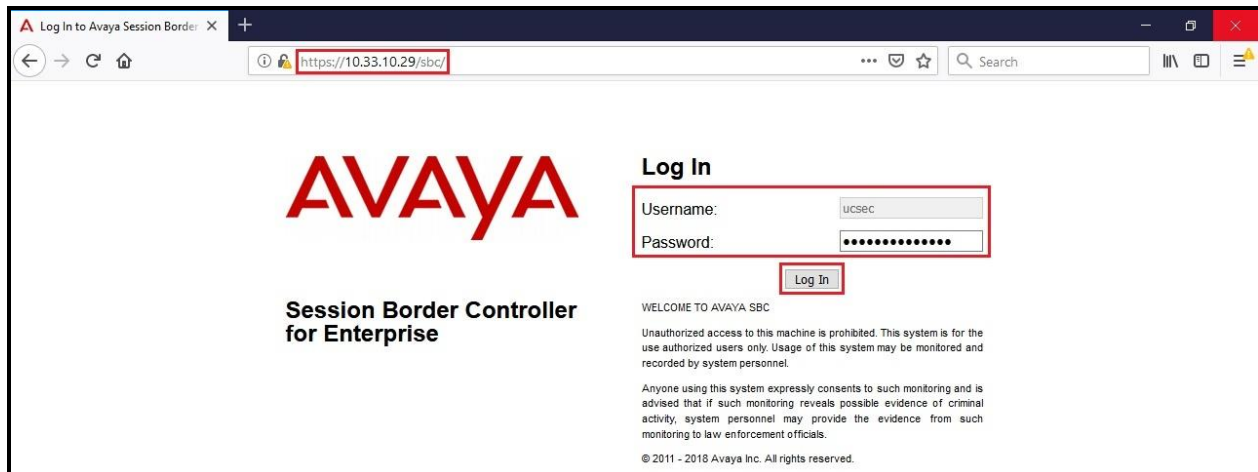 Log In to Avaya Session Border
https://10.33.10.29/sbc/
Search
AVAYA
Session Border Controller
for Enterprise
Log In
Username: ucsec
Password: ●●●●●●●●●●●●●●
Log In
WELCOME TO AVAYA SBC
Unauthorized access to this machine is prohibited. This system is for the
use authorized users only. Usage of this system may be monitored and
recorded by system personnel.
Anyone using this system expressly consents to such monitoring and is
advised that if such monitoring reveals possible evidence of criminal
activity, system personnel may provide the evidence from such
monitoring to law enforcement officials.
© 2011 - 2018 Avaya Inc. All rights reserved.